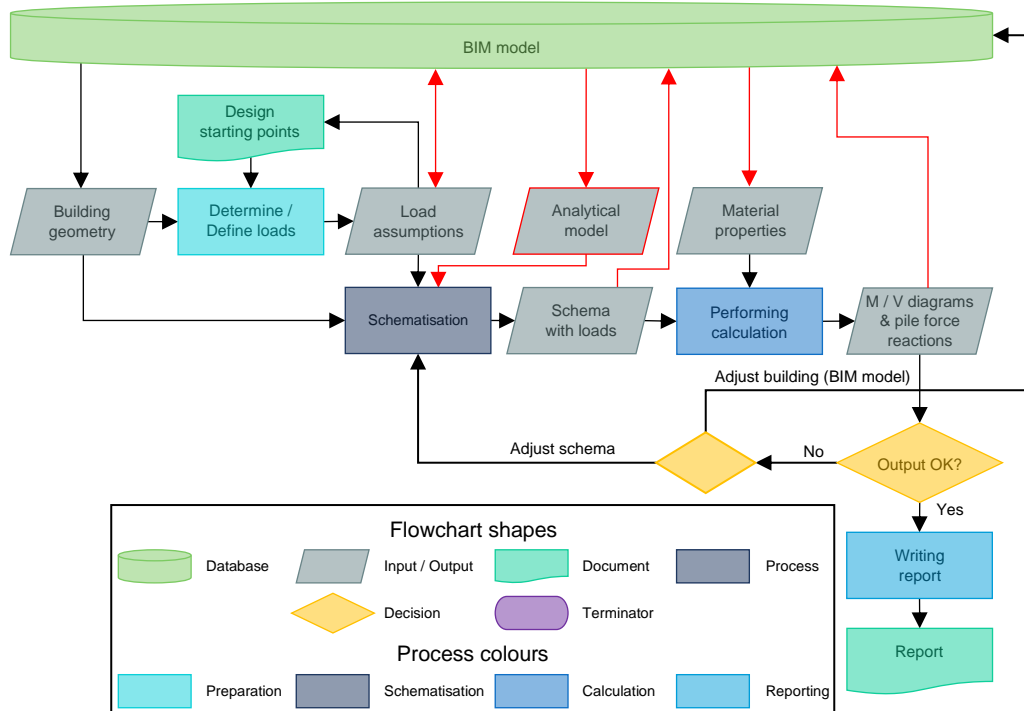 BIM model
Design
starting points
Building
geometry
Determine /
Define loads
Load
assumptions
Analytical
model
Material
properties
Schematisation
Schema
with loads
Performing
calculation
M / V diagrams
& pile force
reactions
Adjust building (BIM model)
Adjust schema
No
Output OK?
Yes
Writing
report
Report
Flowchart shapes
Database
Input / Output
Document
Process
Decision
Terminator
Process colours
Preparation
Schematisation
Calculation
Reporting